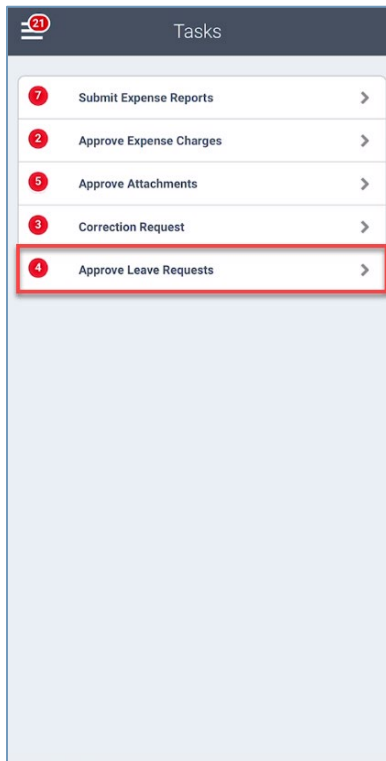 21
Tasks
7 Submit Expense Reports
2 Approve Expense Charges
5 Approve Attachments
3 Correction Request
4 Approve Leave Requests